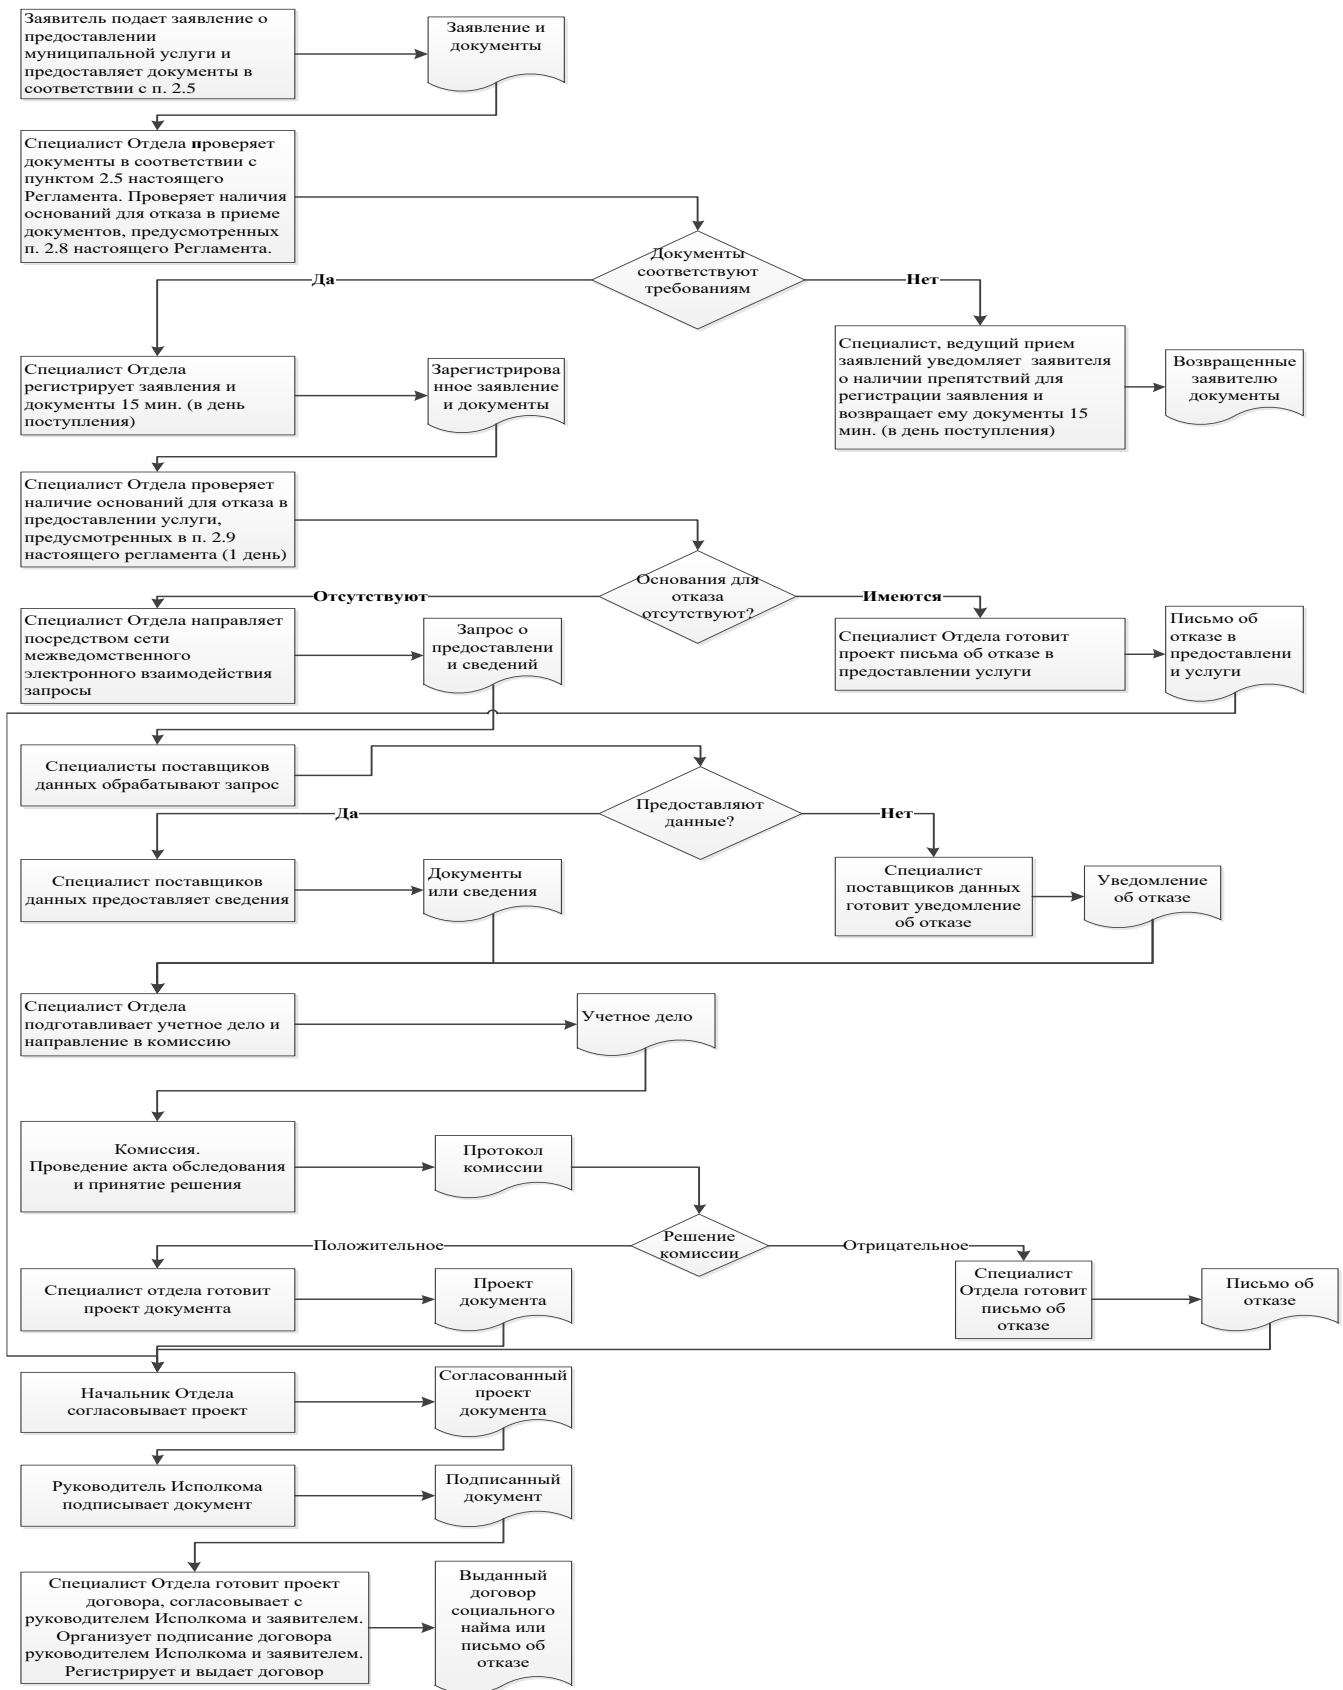 Заявитель подает заявление о
предоставлении
муниципальной услуги и
предоставляет документы в
соответствии с п. 2.5
Заявление и
документы
Специалист Отдела проверяет
документы в соответствии с
пунктом 2.5 настоящего
Регламента. Проверяет наличия
оснований для отказа в приеме
документов, предусмотренных
п. 2.8 настоящего Регламента.
Документы
соответствуют
требованиям
Да
Нет
Специалист Отдела
регистрирует заявления и
документы 15 мин. (в день
поступления)
Зарегистрирова
нное заявление
и документы
Специалист, ведущий прием
заявлений уведомляет заявителя
о наличии препятствий для
регистрации заявления и
возвращает ему документы 15
мин. (в день поступления)
Возвращенные
заявителю
документы
Специалист Отдела проверяет
наличие оснований для отказа в
предоставлении услуги,
предусмотренных в п. 2.9
настоящего регламента (1 день)
Основания для
отказа
отсутствуют?
Отсутствуют
Имеются
Специалист Отдела направляет
посредством сети
межведомственного
электронного взаимодействия
запросы
Запрос о
предоставлени
и сведений
Специалист Отдела готовит
проект письма об отказе в
предоставлении услуги
Письмо об
отказе в
предоставлени
и услуги
Специалисты поставщиков
данных обрабатывают запрос
Предоставляют
данные?
Да
Нет
Специалист поставщиков
данных предоставляет сведения
Документы
или сведения
Специалист
поставщиков данных
готовит уведомление
об отказе
Уведомление
об отказе
Специалист Отдела
подготавливает учетное дело и
направление в комиссию
Учетное дело
Комиссия.
Проведение акта обследования
и принятие решения
Протокол
комиссии
Решение
комиссии
Положительное
Отрицательное
Специалист отдела готовит
проект документа
Проект
документа
Специалист
Отдела готовит
письмо об
отказе
Письмо об
отказе
Начальник Отдела
согласовывает проект
Согласованный
проект
документа
Руководитель Исполкома
подписывает документ
Подписанный
документ
Специалист Отдела готовит проект
договора, согласовывает с
руководителем Исполкома и заявителем.
Организует подписание договора
руководителем Исполкома и заявителем.
Регистрирует и выдает договор
Выданный
договор
социального
найма или
письмо об
отказе